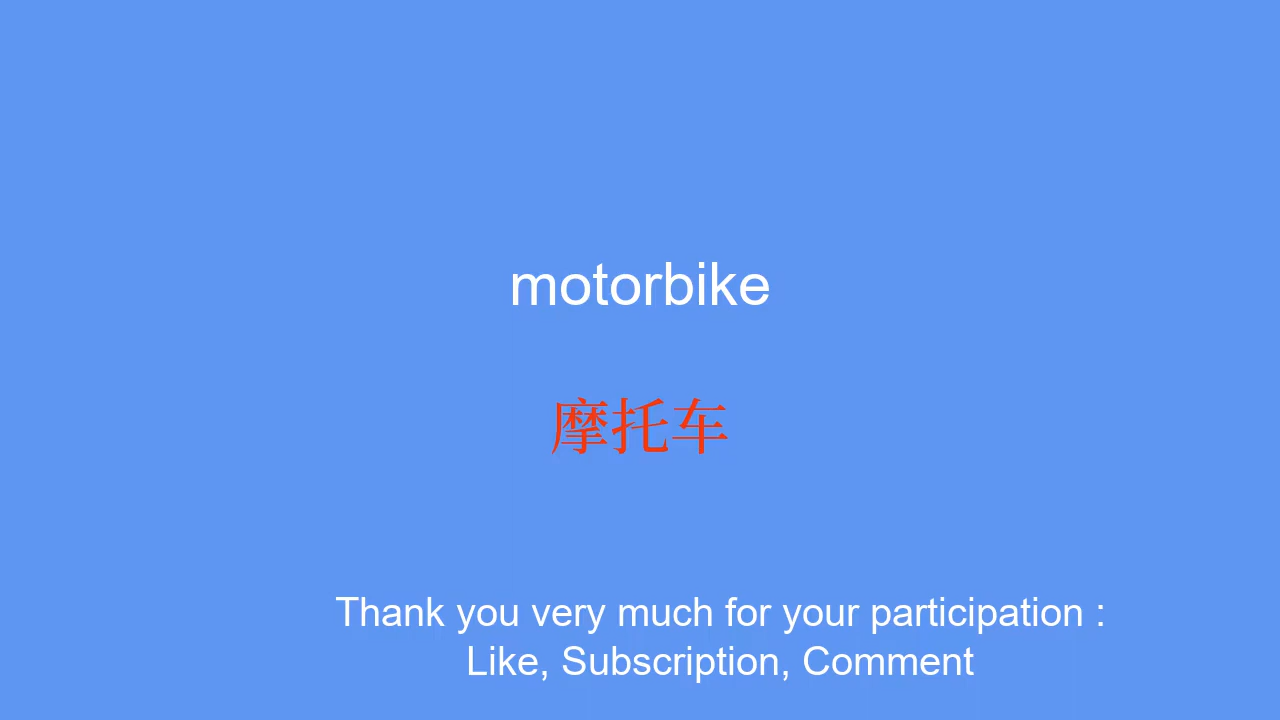 motorbike
摩托车
Thank you very much for your participation :
Like, Subscription, Comment